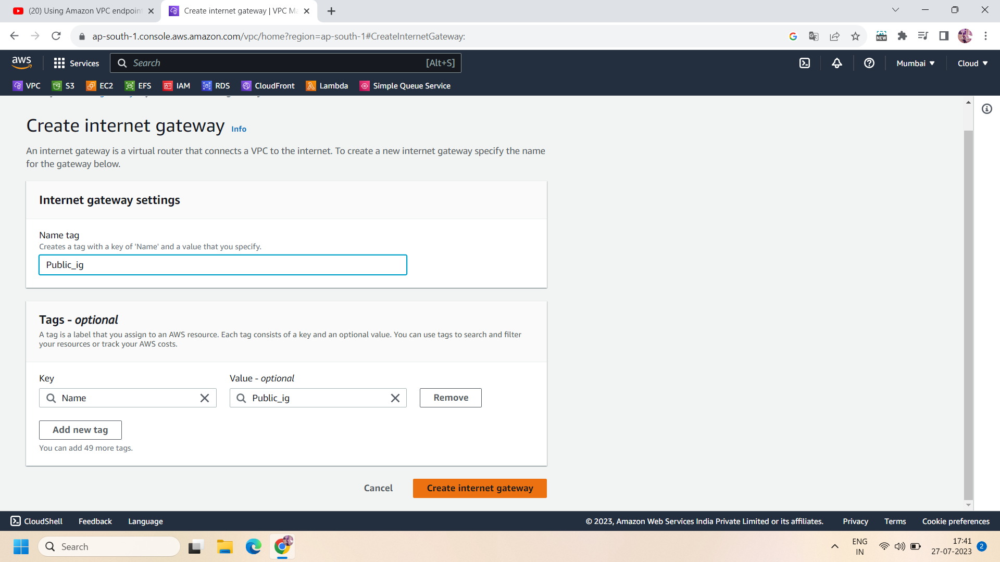 (20) Using Amazon VPC endpoin
Create internet gateway | VPC Ma
ap-south-1.console.aws.amazon.com/vpc/home?region=ap-south-1#CreateInternetGateway:
NEW
aws
Services
Search
[Alt+S]
Mumbai
Cloud
VPC
S3
EC2
EFS
IAM
RDS
CloudFront
Lambda
Simple Queue Service
Create internet gateway Info
An internet gateway is a virtual router that connects a VPC to the internet. To create a new internet gateway specify the name
for the gateway below.
Internet gateway settings
Name tag
Creates a tag with a key of 'Name' and a value that you specify.
Public_ig
Tags - optional
A tag is a label that you assign to an AWS resource. Each tag consists of a key and an optional value. You can use tags to search and filter
your resources or track your AWS costs.
Key
Value - optional
Name
Public_ig
Remove
Add new tag
You can add 49 more tags.
Cancel
Create internet gateway
CloudShell
Feedback
Language
© 2023, Amazon Web Services India Private Limited or its affiliates.
Privacy
Terms
Cookie preferences
Search
ENG
IN
17:41
27-07-2023
2